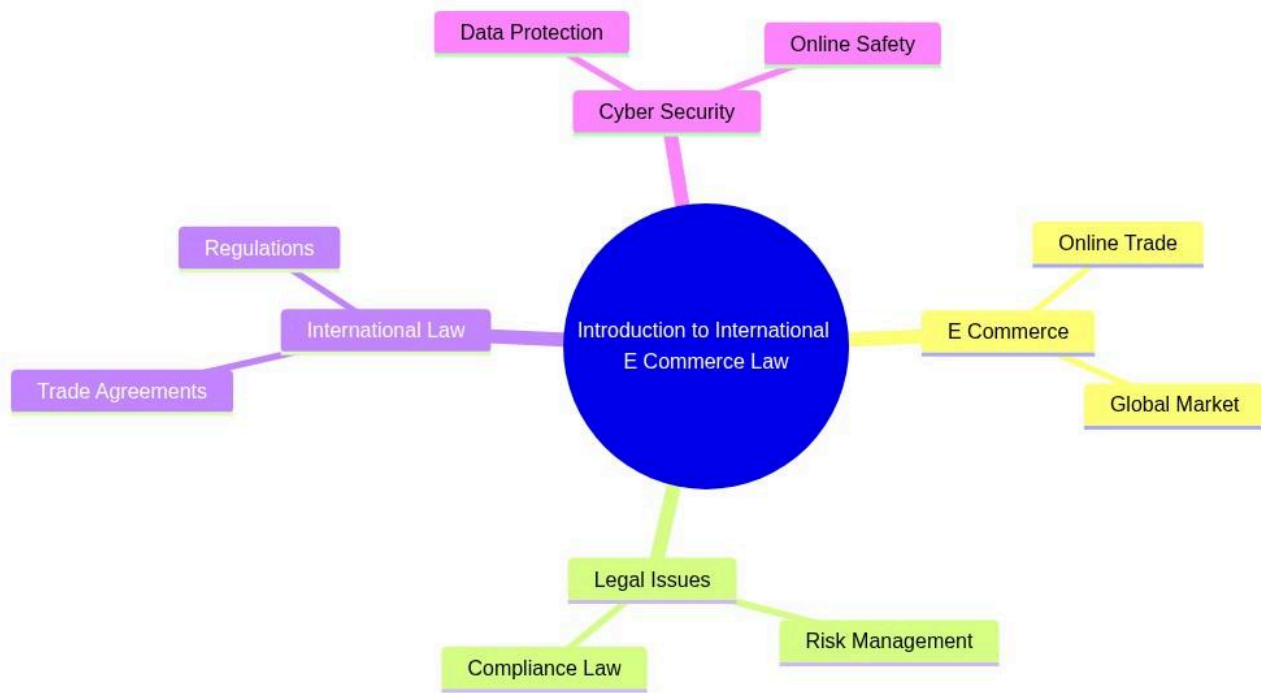 Data Protection
Online Safety
Cyber Security
Regulations
Online Trade
International Law
Introduction to International
E Commerce Law
E Commerce
Trade Agreements
Global Market
Legal Issues
Risk Management
Compliance Law